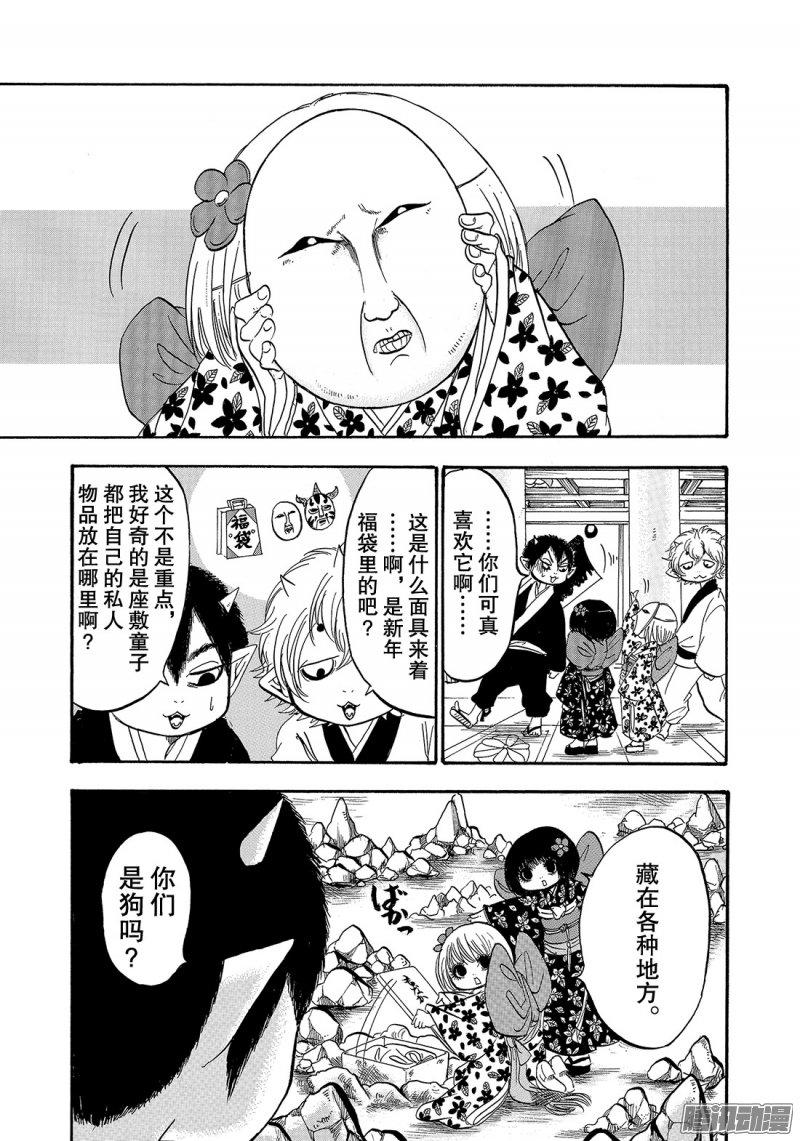 ……你们可真
喜欢它啊……
这是什么面具来着
……啊，是新年
福袋里的吧？
福袋
这个不是重点，
我好奇的是座敷童子
都把自己的私人
物品放在哪里啊？
藏在各种地方。
ばかっ
你们
是狗吗？
腾讯动漫